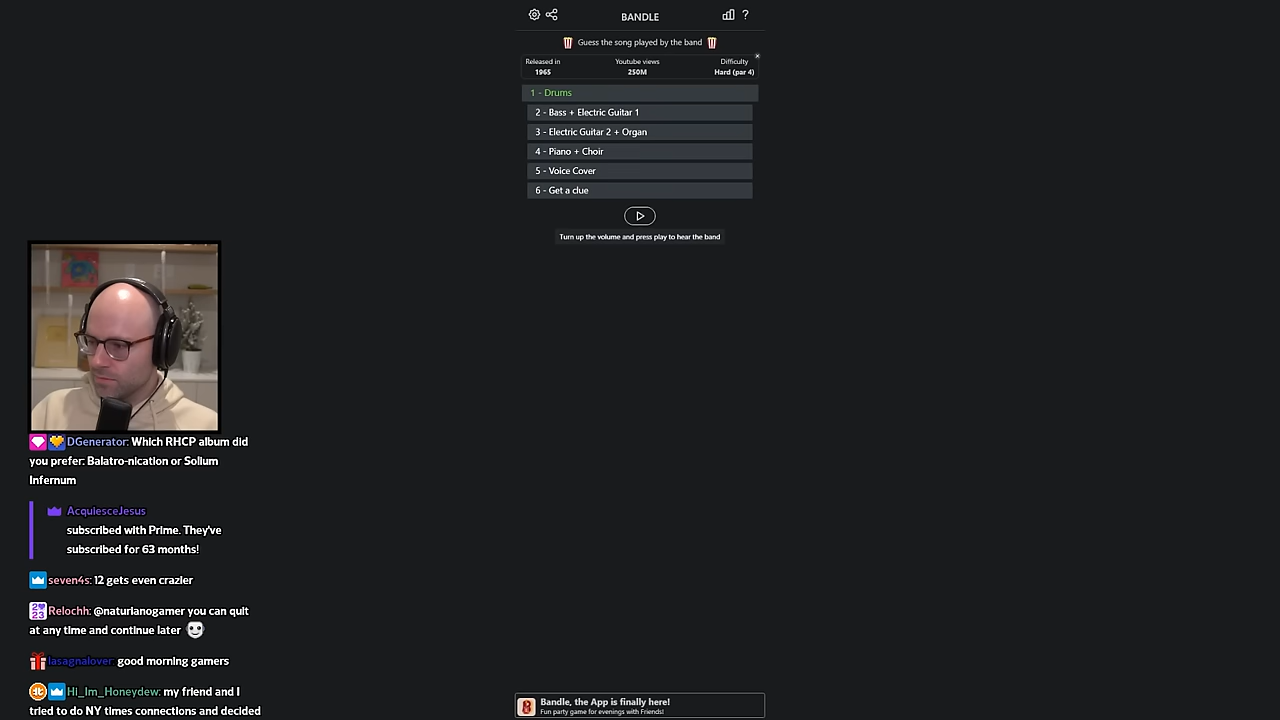 BANDLE
?
Guess the song played by the band
Released in
1965
Youtube views
250M
Difficulty
Hard (par 4)
x
1 - Drums
2 - Bass + Electric Guitar 1
3 - Electric Guitar 2 + Organ
4 - Piano + Choir
5 - Voice Cover
6 - Get a clue
Turn up the volume and press play to hear the band
DGenerator: Which RHCP album did
you prefer: Balatro-nication or Solium
Infernum
AcquiesceJesus
subscribed with Prime. They've
subscribed for 63 months!
seven4s: 12 gets even crazier
Relochh: @naturlanogamer you can quit
at any time and continue later
lasagnalover: good morning gamers
Hi_Im_Honeydew: my friend and I
tried to do NY times connections and decided
Bandle, the App is finally here!
Fun party game for evenings with Friends!